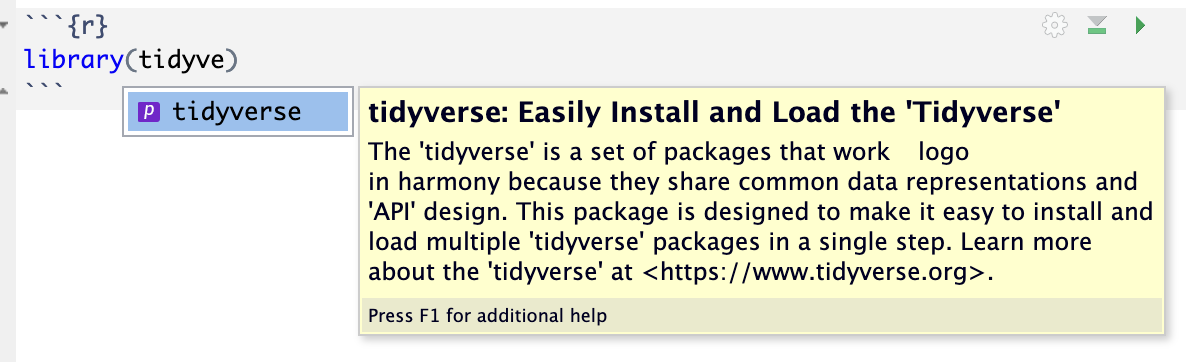 ```{r}
library(tidyve)
```
p tidyverse
tidyverse: Easily Install and Load the 'Tidyverse'
The 'tidyverse' is a set of packages that work logo
in harmony because they share common data representations and
'API' design. This package is designed to make it easy to install and
load multiple 'tidyverse' packages in a single step. Learn more
about the 'tidyverse' at <https://www.tidyverse.org>.
Press F1 for additional help